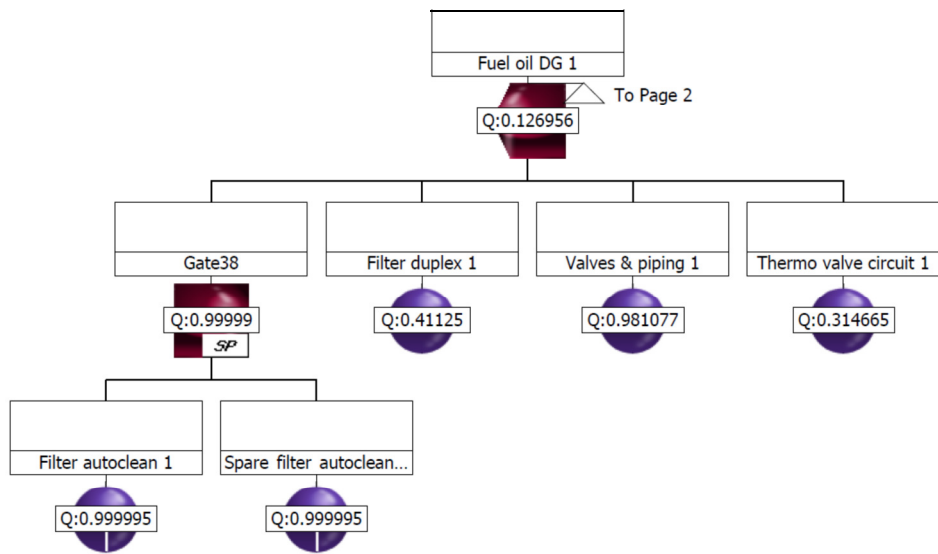 Fuel oil DG 1
To Page 2
Q:0.126956
Gate38
Filter duplex 1
Valves & piping 1
Thermo valve circuit 1
Q:0.99999
Q:0.41125
Q:0.981077
Q:0.314665
SP
Filter autoclean 1
Spare filter autoclean...
Q:0.999995
Q:0.999995